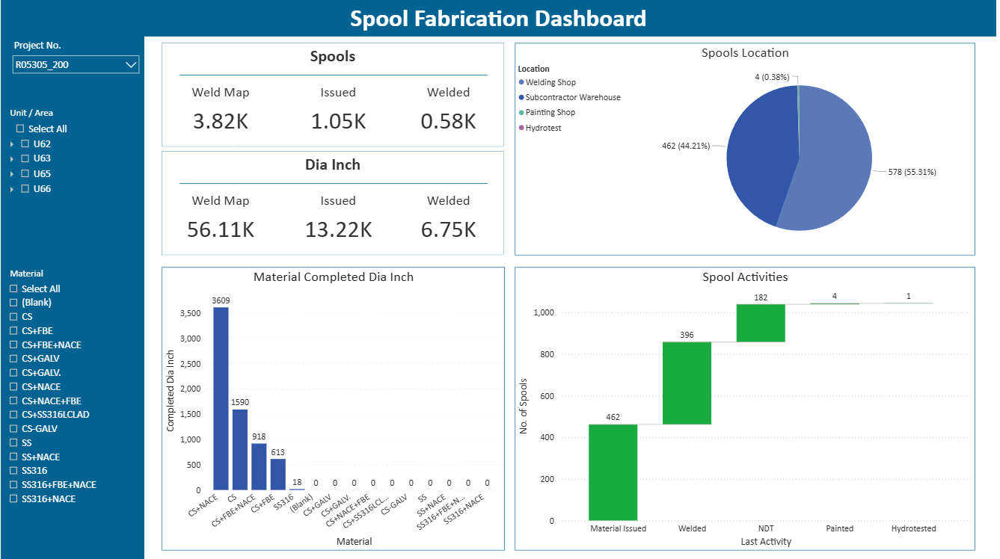 Spool Fabrication Dashboard
Project No.
R05305_200
Unit / Area
Select All
U62
U63
U65
U66
Material
Select All
(Blank)
CS
CS+FBE
CS+FBE+NACE
CS+GALV
CS+GALV.
CS+NACE
CS+NACE+FBE
CS+SS316LCLAD
CS-GALV
SS
SS+NACE
SS316
SS316+FBE+NACE
SS316+NACE
Spools
Weld Map Issued Welded
3.82K 1.05K 0.58K
Dia Inch
Weld Map Issued Welded
56.11K 13.22K 6.75K
Spools Location
Location
Welding Shop
Subcontractor Warehouse
Painting Shop
Hydrotest
4 (0.38%)
462 (44.21%)
578 (55.31%)
Material Completed Dia Inch
Completed Dia Inch
3,500
3,000
2,500
2,000
1,500
1,000
500
0
3609 1590 918 613 18 0 0 0 0 0 0 0 0 0 0
CS+NACE CS CS+FBE+NACE CS+FBE SS316 (Blank) CS+GALV CS+GALV. CS+NACE+FBE CS+SS316LCL... CS-GALV SS SS+NACE SS316+FBE+N... SS316+NACE
Material
Spool Activities
No. of Spools
1,000
800
600
400
200
0
462 396 182 4 1
Material Issued Welded NDT Painted Hydrotested
Last Activity